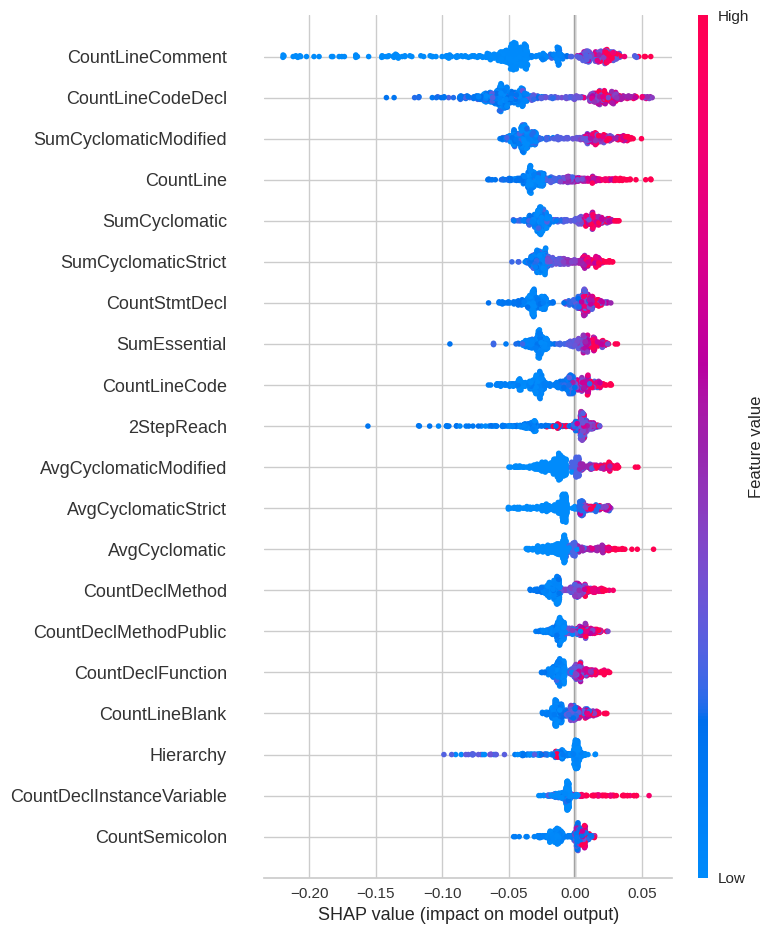 High
CountLineComment
CountLineCodeDecl
SumCyclomaticModified
CountLine
SumCyclomatic
SumCyclomaticStrict
CountStmtDecl
SumEssential
CountLineCode
2StepReach
AvgCyclomaticModified
AvgCyclomaticStrict
AvgCyclomatic
CountDeclMethod
CountDeclMethodPublic
CountDeclFunction
CountLineBlank
Hierarchy
CountDeclInstanceVariable
CountSemicolon
Feature value
Low
−0.20 −0.15 −0.10 −0.05 0.00 0.05
SHAP value (impact on model output)